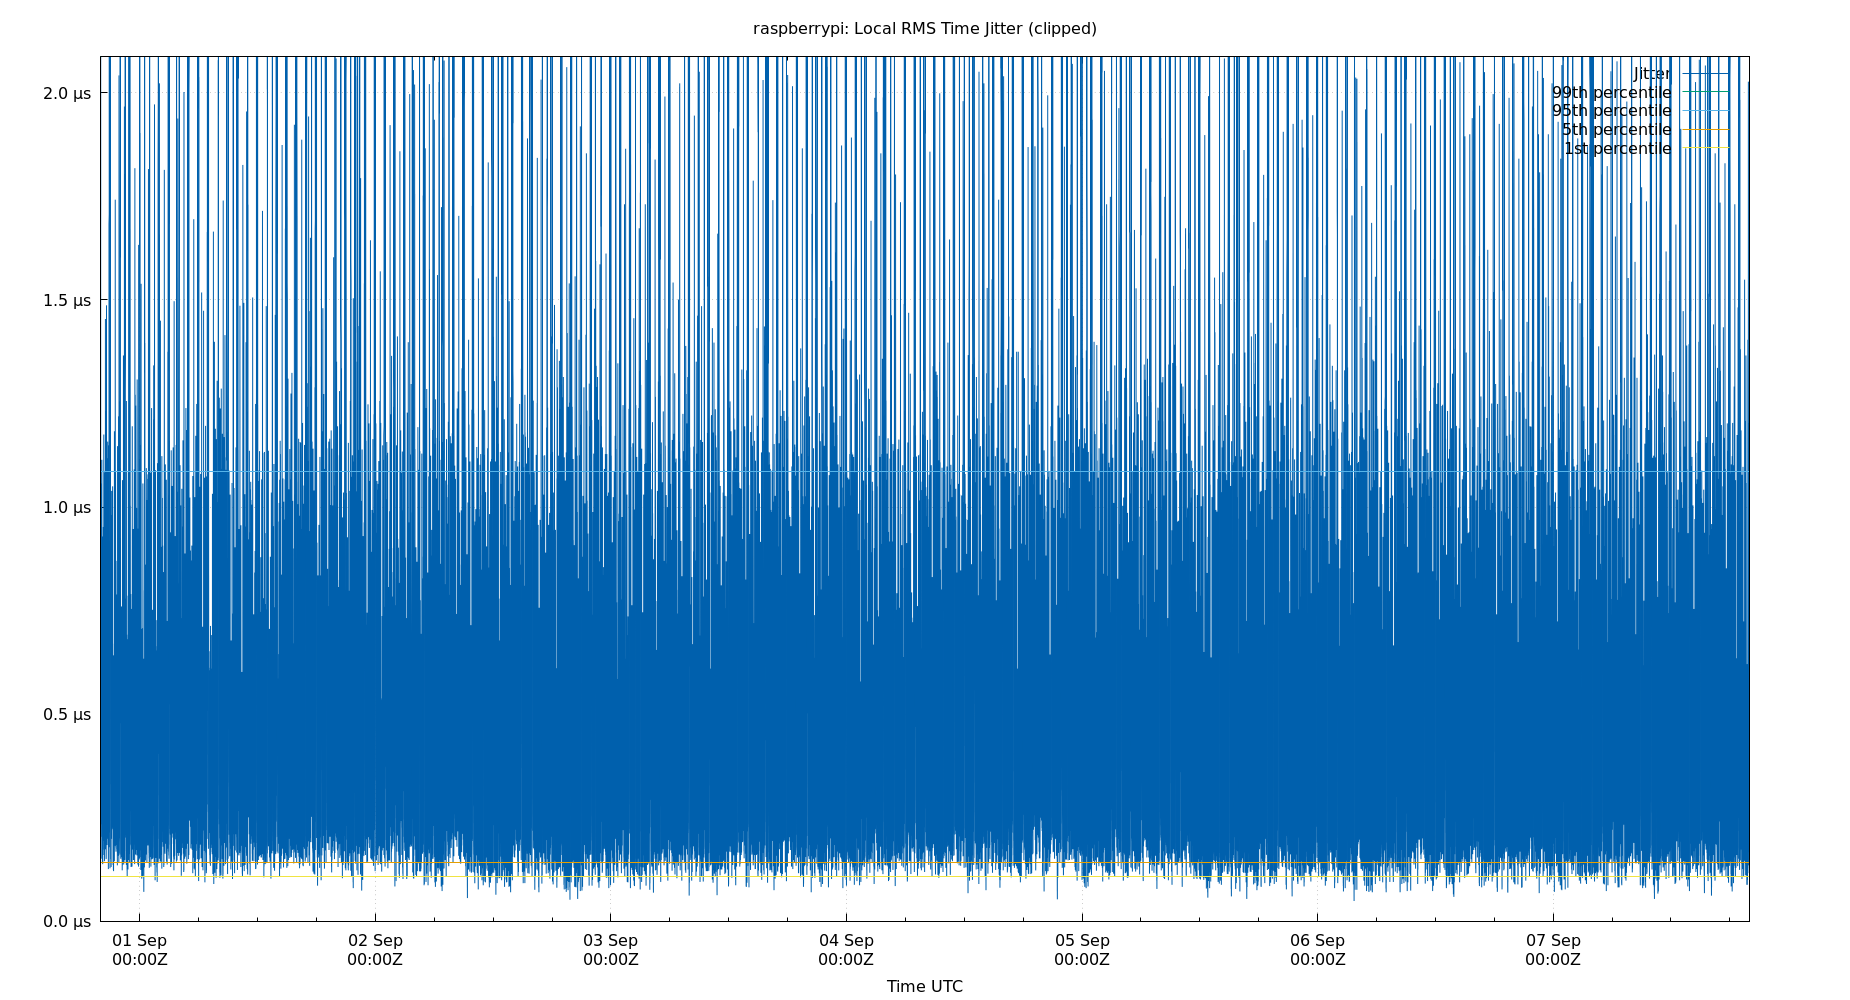 raspberrypi: Local RMS Time Jitter (clipped)
2.0 µs
1.5 µs
1.0 µs
0.5 µs
0.0 µs
Jitter
99th percentile
95th percentile
5th percentile
1st percentile
01 Sep
00:00Z
02 Sep
00:00Z
03 Sep
00:00Z
04 Sep
00:00Z
05 Sep
00:00Z
06 Sep
00:00Z
07 Sep
00:00Z
Time UTC